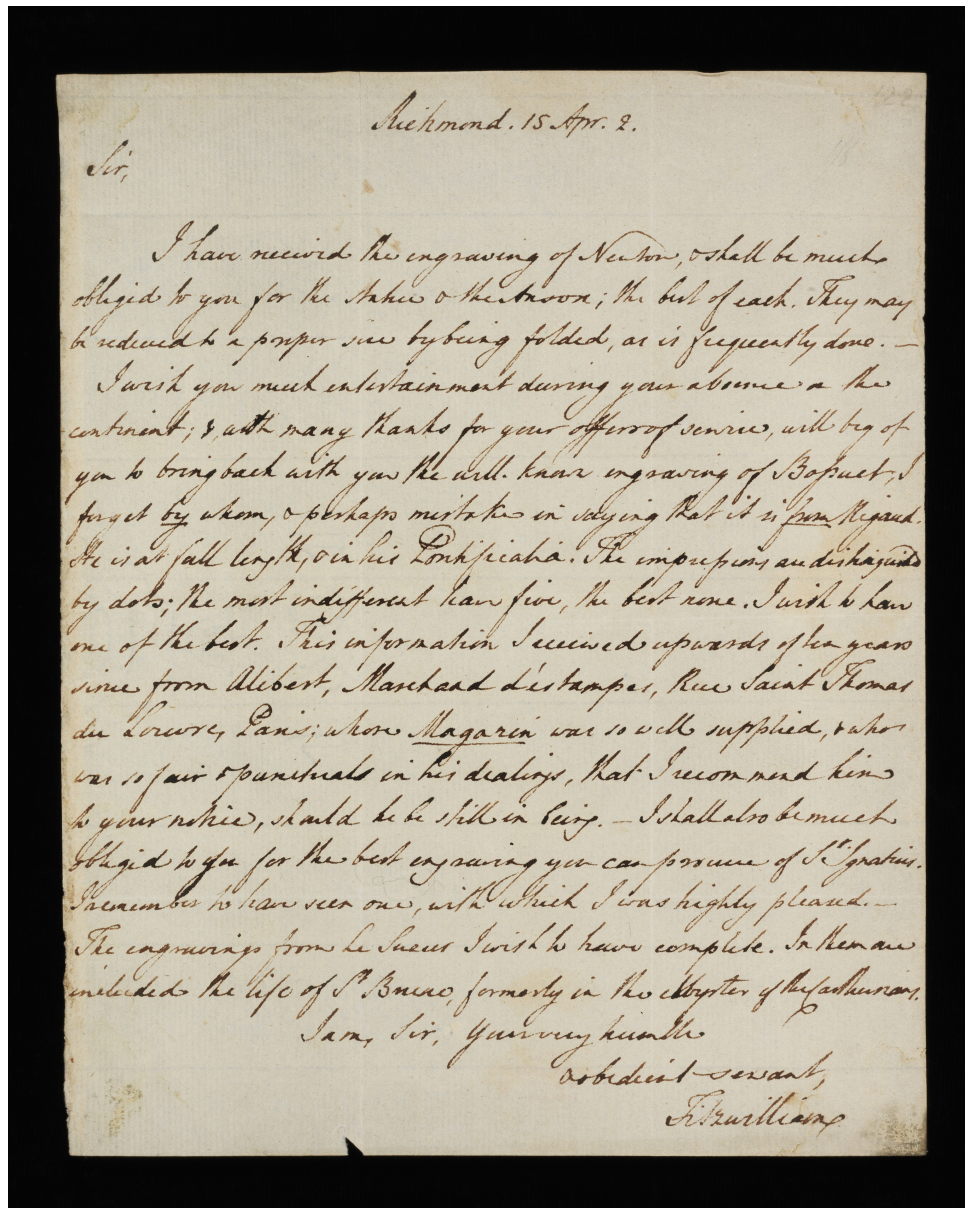 Richmond. 15 Apr. 2.
Sir,
I have received the engraving of Newton, & shall be much
obliged to you for the & the Anson; the best of each. They may
be reduced to a proper size by being folded, as is frequently done. —
I wish you much entertainment during your absence on the
continent; &, with many thanks for your offer of service, will beg of
you to bring back with you the well-known engraving of Bossuet, I
forget by whom, & perhaps mistake in saying that it is from Rigaud.
He is at full length, & in his Pontificalia. The impressions are distinguished
by dots; the most indifferent have five, the best none. I wish to have
one of the best. This information I received upwards of ten years
since from Alibert, Marchand d'estampes, Rue Saint Thomas
du Louvre, Paris; whose Magazin was so well supplied, & who
was so fair & punctual in his dealings, that I recommend him
to your notice, should he be still in being. — I shall also be much
obliged to you for the best engraving you can procure of St. Ignatius.
I remember to have seen one, with which I was highly pleased. —
The engravings from Le Sueur I wish to have complete. In them are
included the life of St. Bruno, formerly in the cloyster of the Carthusians.
I am, Sir, Your very humble
& obedient servant,
Fitzwilliam